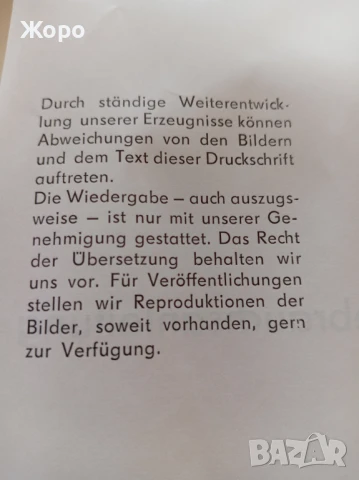 Жоро
Durch ständige Weiterentwick-
lung unserer Erzeugnisse können
Abweichungen von den Bildern
und dem Text dieser Druckschrift
auftreten.
Die Wiedergabe – auch auszugs-
weise – ist nur mit unserer Ge-
nehmigung gestattet. Das Recht
der Übersetzung behalten wir
uns vor. Für Veröffentlichungen
stellen wir Reproduktionen der
Bilder, soweit vorhanden, gern
zur Verfügung.
BAZAR